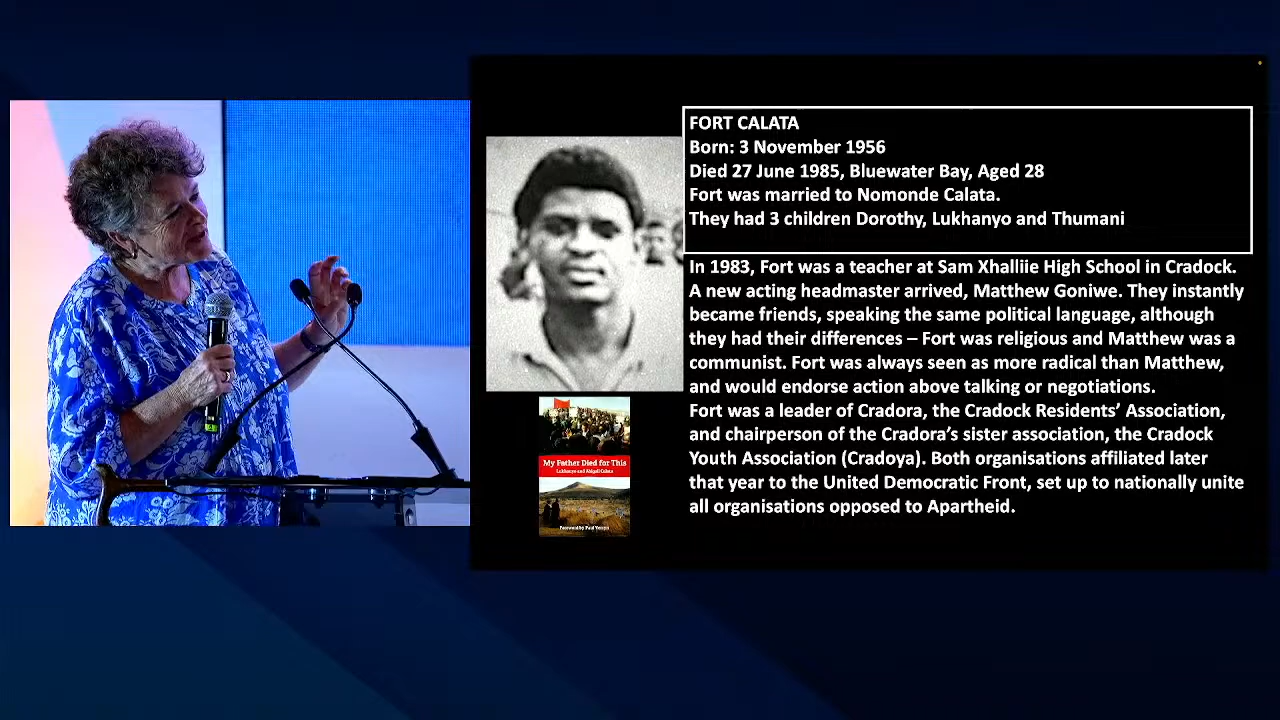 FORT CALATA
Born: 3 November 1956
Died 27 June 1985, Bluewater Bay, Aged 28
Fort was married to Nomonde Calata.
They had 3 children Dorothy, Lukhanyo and Thumani
In 1983, Fort was a teacher at Sam Xhalliie High School in Cradock.
A new acting headmaster arrived, Matthew Goniwe. They instantly
became friends, speaking the same political language, although
they had their differences – Fort was religious and Matthew was a
communist. Fort was always seen as more radical than Matthew,
and would endorse action above talking or negotiations.
Fort was a leader of Cradora, the Cradock Residents’ Association,
and chairperson of the Cradora’s sister association, the Cradock
Youth Association (Cradoya). Both organisations affiliated later
that year to the United Democratic Front, set up to nationally unite
all organisations opposed to Apartheid.
My Father Died for This
Lukhanyo and Abigail Calata
Foreword by Paul Verryn